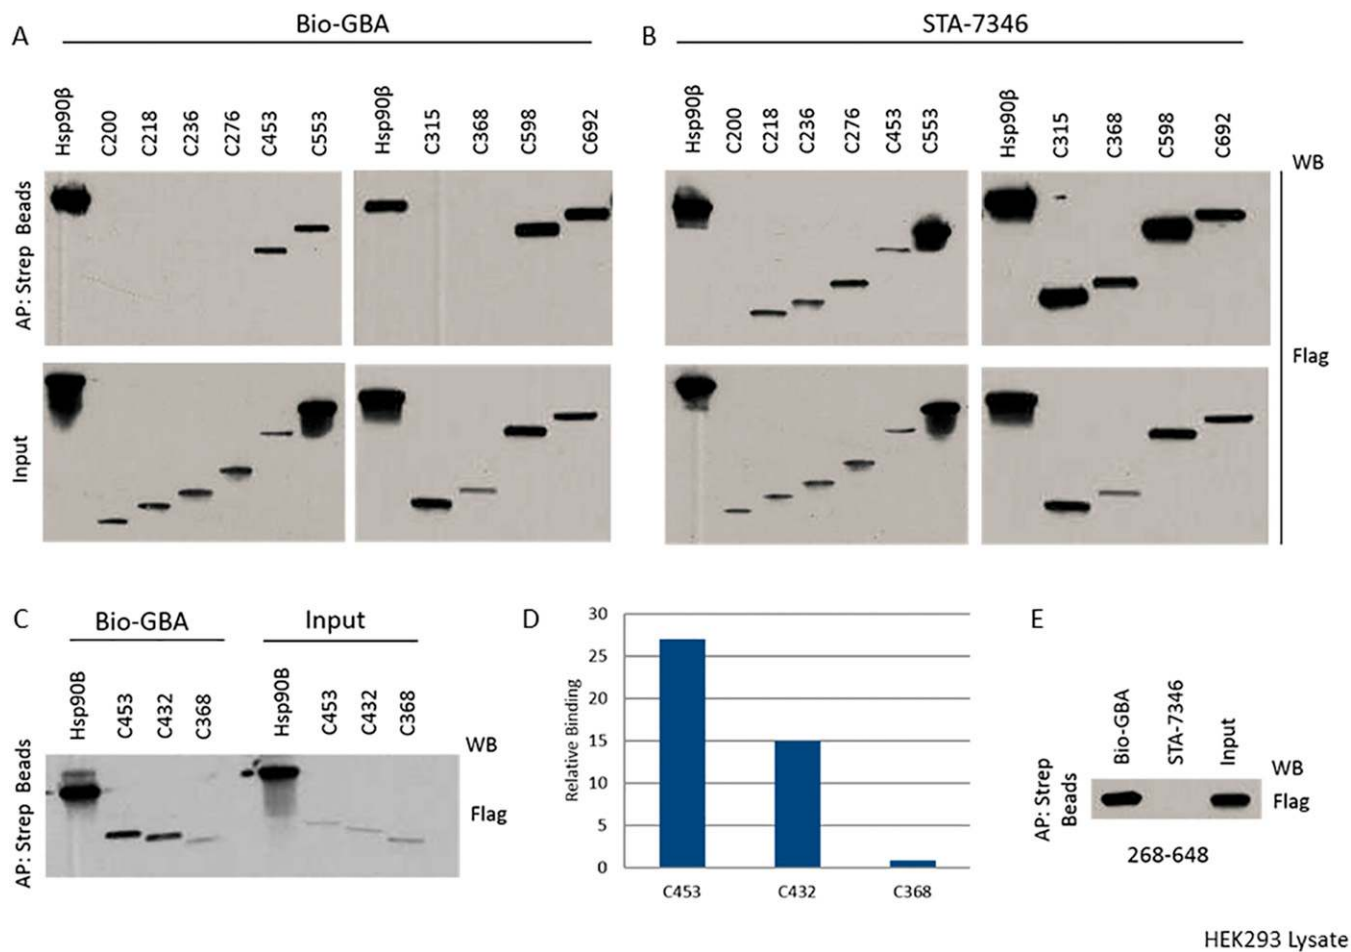 A
Bio-GBA
Hsp90β
C200
C218
C236
C276
C453
C553
Hsp90β
C315
C368
C598
C692
AP: Strep Beads
Input
B
STA-7346
Hsp90β
C200
C218
C236
C276
C453
C553
Hsp90β
C315
C368
C598
C692
WB
Flag
C
Bio-GBA
Input
Hsp90B
C453
C432
C368
Hsp90B
C453
C432
C368
AP: Strep Beads
WB
Flag
D
Relative Binding
30
25
20
15
10
5
0
C453
C432
C368
E
Bio-GBA
STA-7346
Input
AP: Strep
Beads
WB
Flag
268-648
HEK293 Lysate